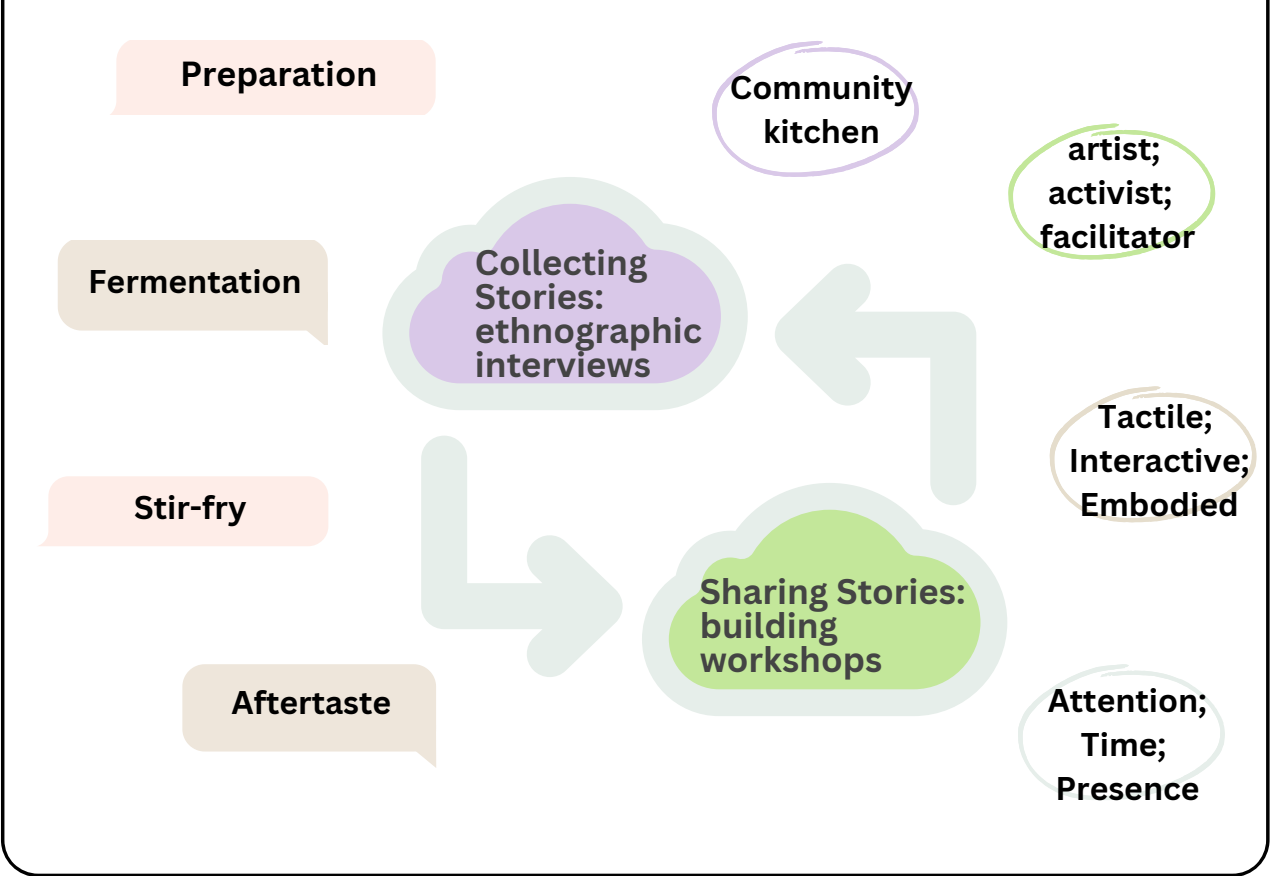 Preparation
Community
kitchen
artist;
activist;
facilitator
Fermentation
Collecting
Stories:
ethnographic
interviews
Tactile;
Interactive;
Embodied
Stir-fry
Sharing Stories:
building
workshops
Aftertaste
Attention;
Time;
Presence